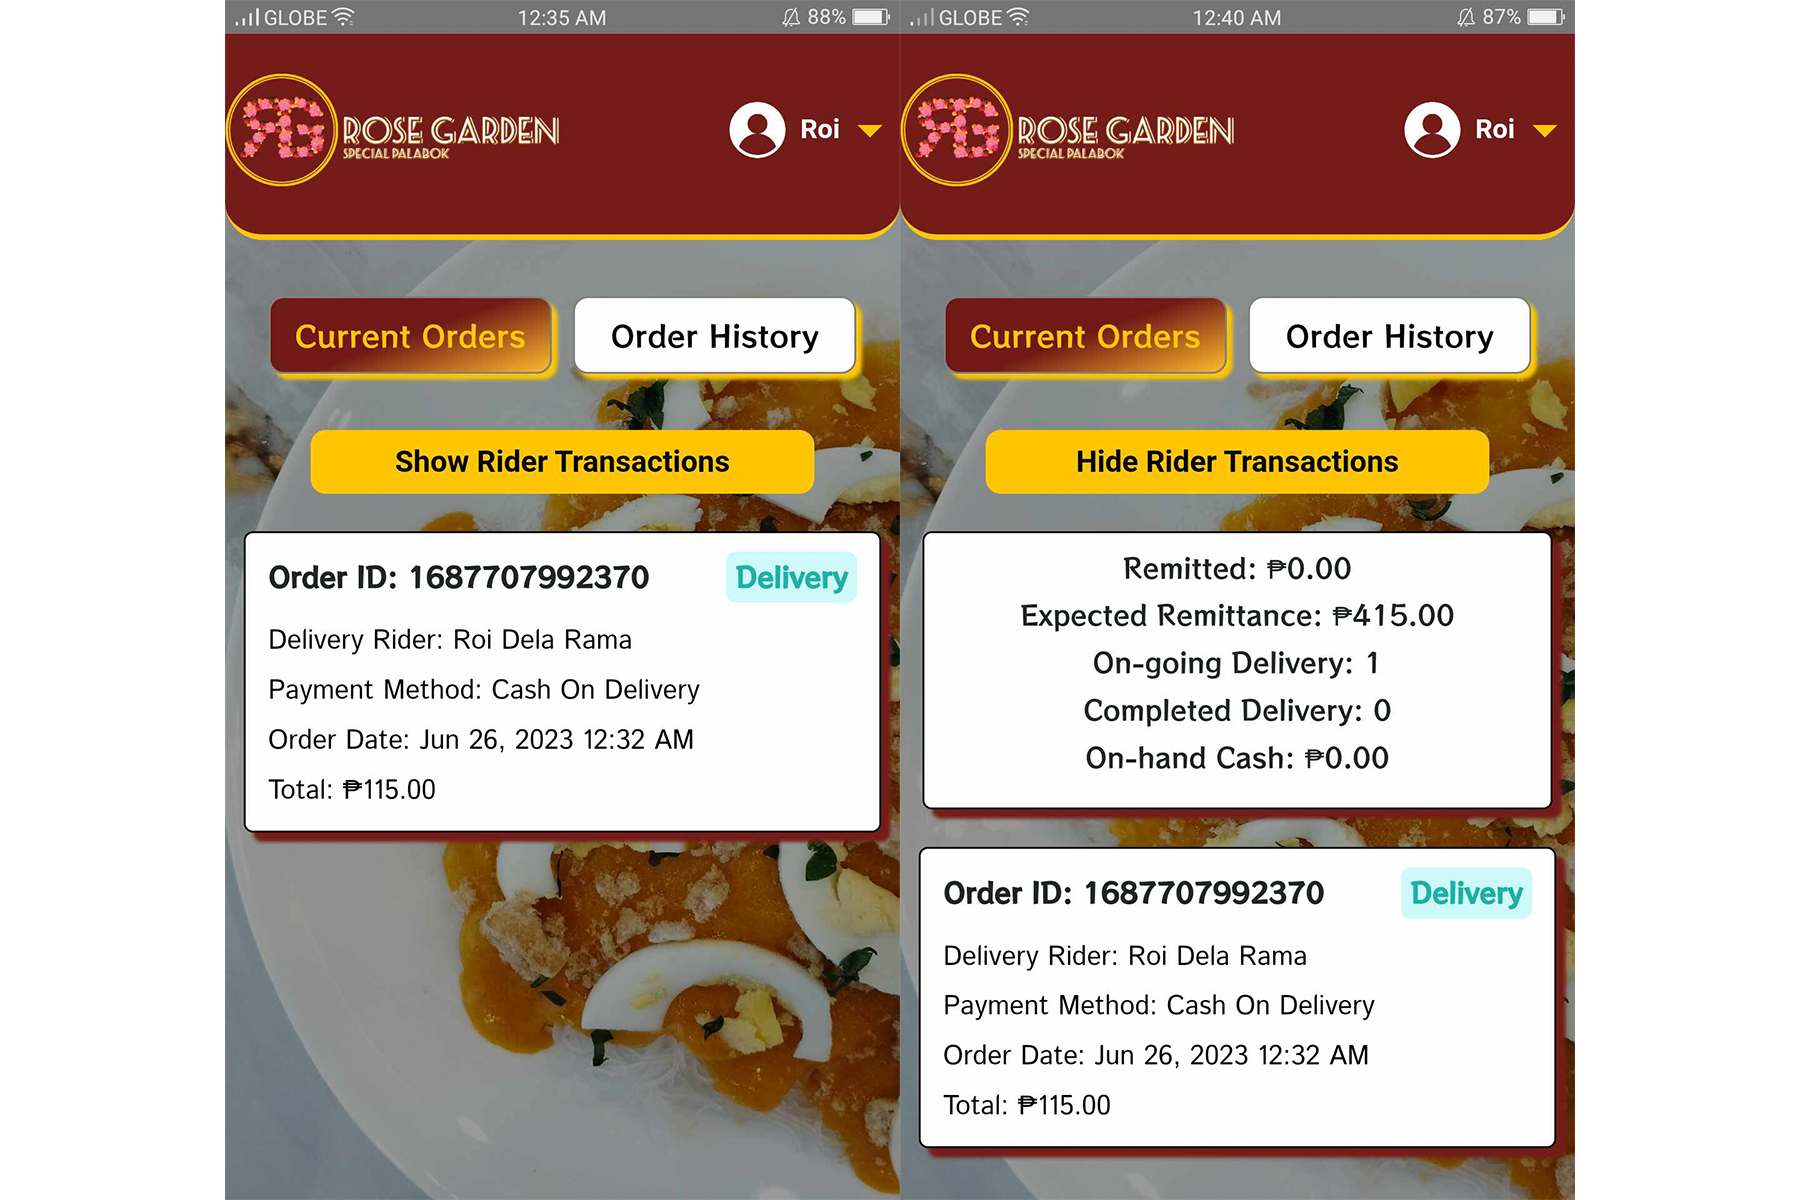 GLOBE 12:35 AM 88%
RG ROSE GARDEN
SPECIAL PALABOK
Roi
Current Orders
Order History
Show Rider Transactions
Order ID: 1687707992370
Delivery
Delivery Rider: Roi Dela Rama
Payment Method: Cash On Delivery
Order Date: Jun 26, 2023 12:32 AM
Total: ₱115.00
GLOBE 12:40 AM 87%
RG ROSE GARDEN
SPECIAL PALABOK
Roi
Current Orders
Order History
Hide Rider Transactions
Remitted: ₱0.00
Expected Remittance: ₱415.00
On-going Delivery: 1
Completed Delivery: 0
On-hand Cash: ₱0.00
Order ID: 1687707992370
Delivery
Delivery Rider: Roi Dela Rama
Payment Method: Cash On Delivery
Order Date: Jun 26, 2023 12:32 AM
Total: ₱115.00